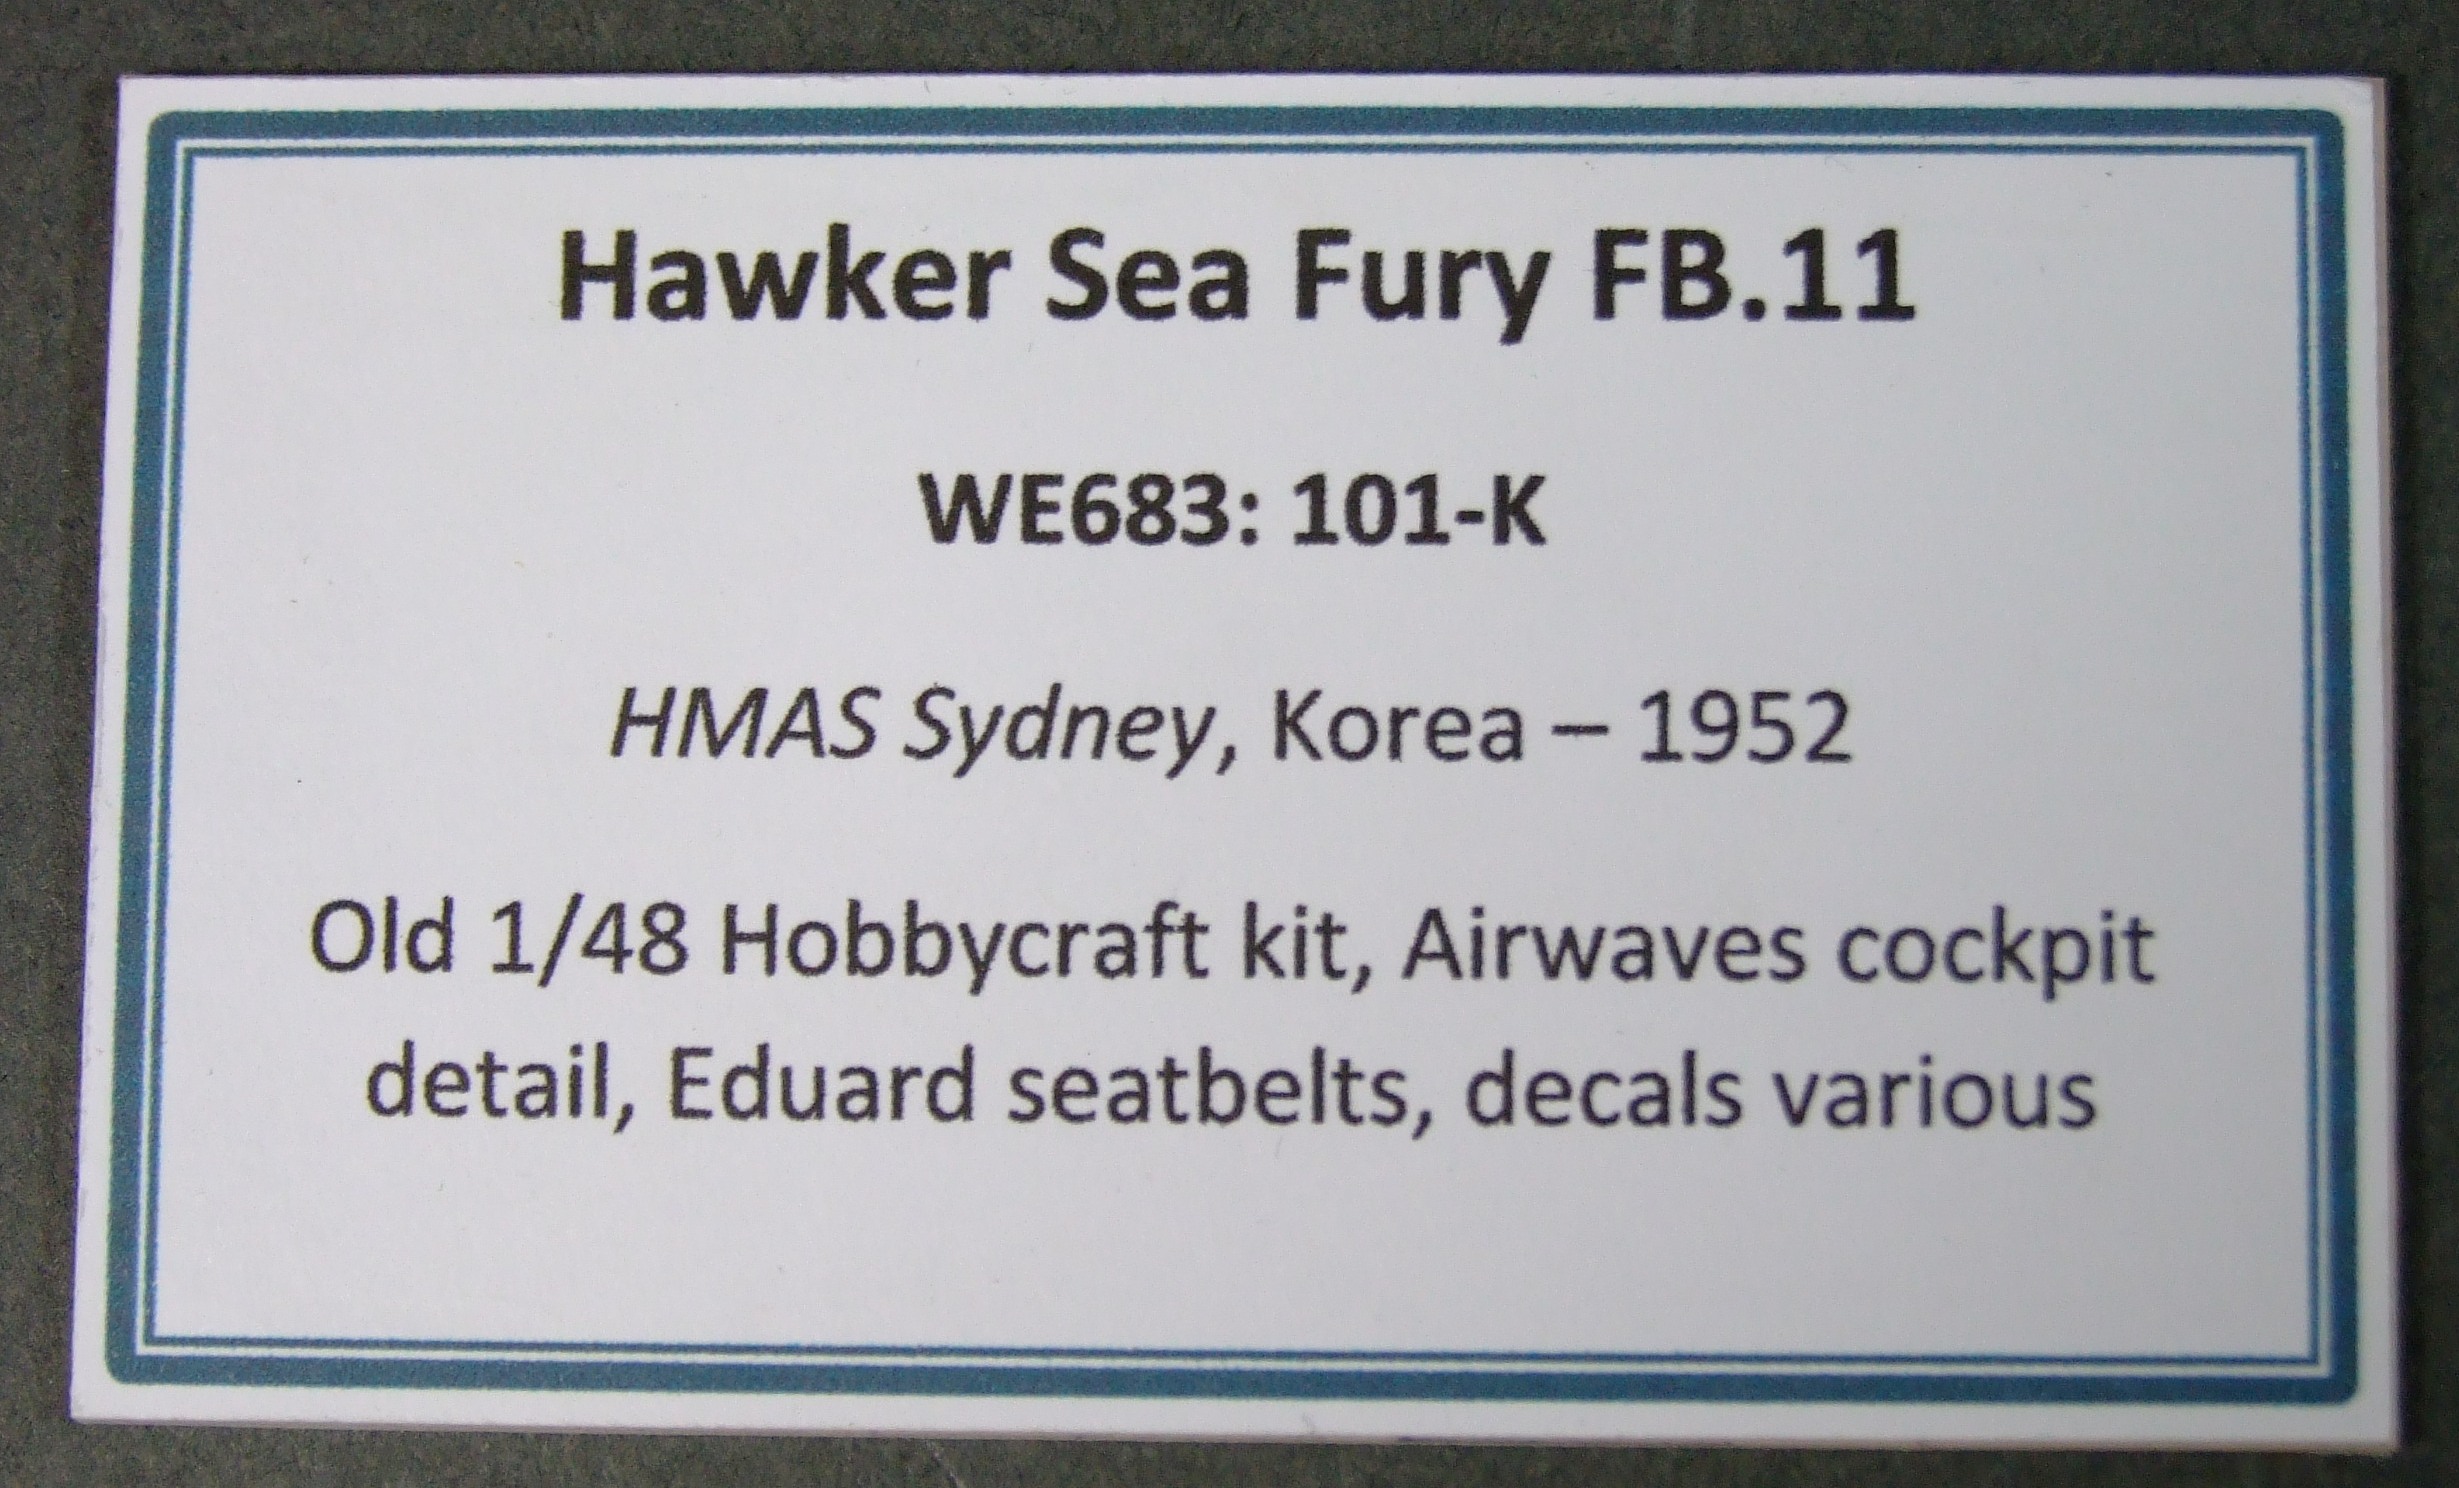 Hawker Sea Fury FB.11
WE683: 101-K
HMAS Sydney, Korea – 1952
Old 1/48 Hobbycraft kit, Airwaves cockpit
detail, Eduard seatbelts, decals various